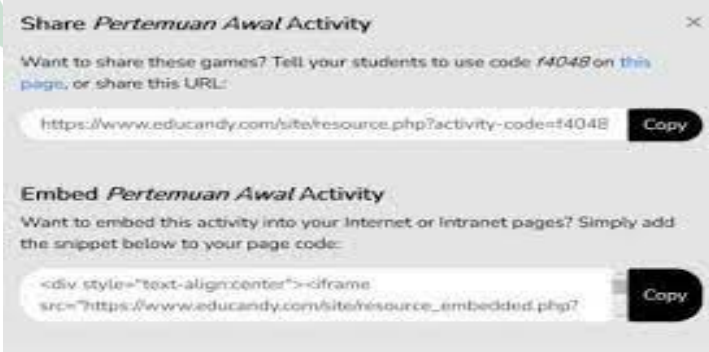 Share Pertemuan Awal Activity
Want to share these games? Tell your students to use code f4048 on this
page, or share this URL:
https://www.educandy.com/site/resource.php?activity-code=f4048
Copy
Embed Pertemuan Awal Activity
Want to embed this activity into your Internet or Intranet pages? Simply add
the snippet below to your page code:
<div style="text-align:center"><iframe
src="https://www.educandy.com/site/resource_embedded.php?
Copy